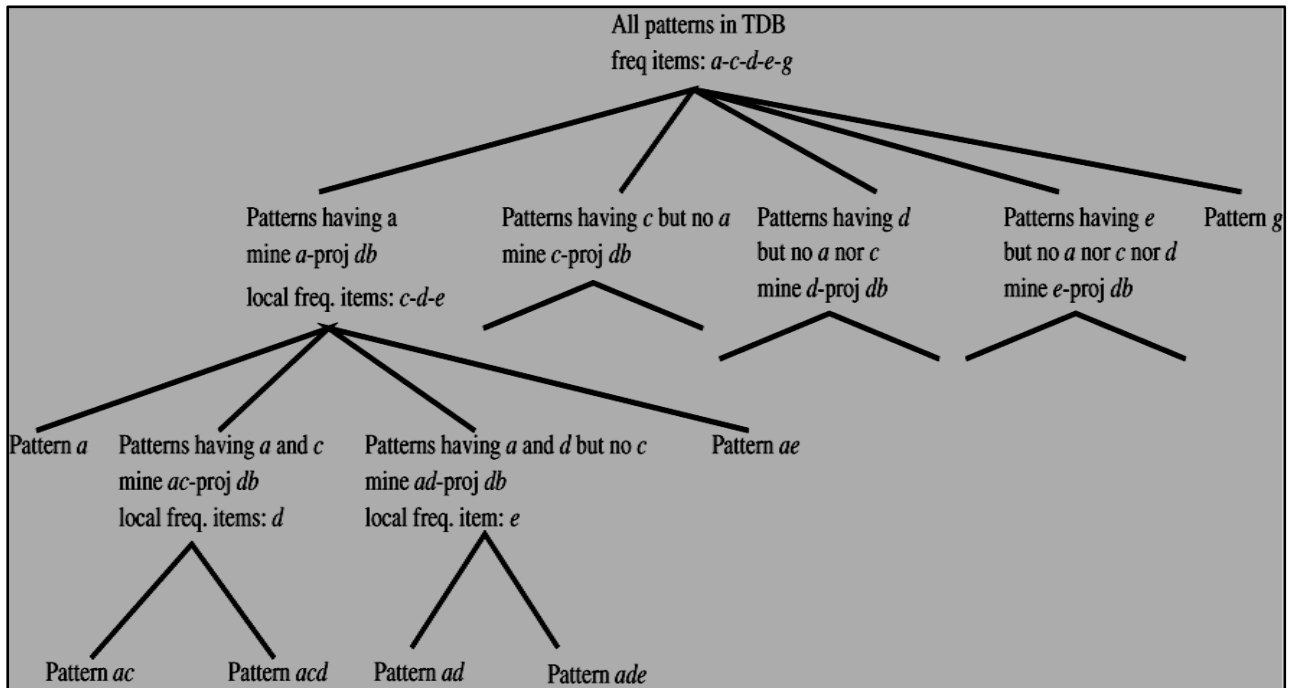 All patterns in TDB
freq items: a-c-d-e-g
Patterns having a
mine a-proj db
local freq. items: c-d-e
Patterns having c but no a
mine c-proj db
Patterns having d
but no a nor c
mine d-proj db
Patterns having e
but no a nor c nor d
mine e-proj db
Pattern g
Pattern a
Patterns having a and c
mine ac-proj db
local freq. items: d
Patterns having a and d but no c
mine ad-proj db
local freq. item: e
Pattern ae
Pattern ac
Pattern acd
Pattern ad
Pattern ade